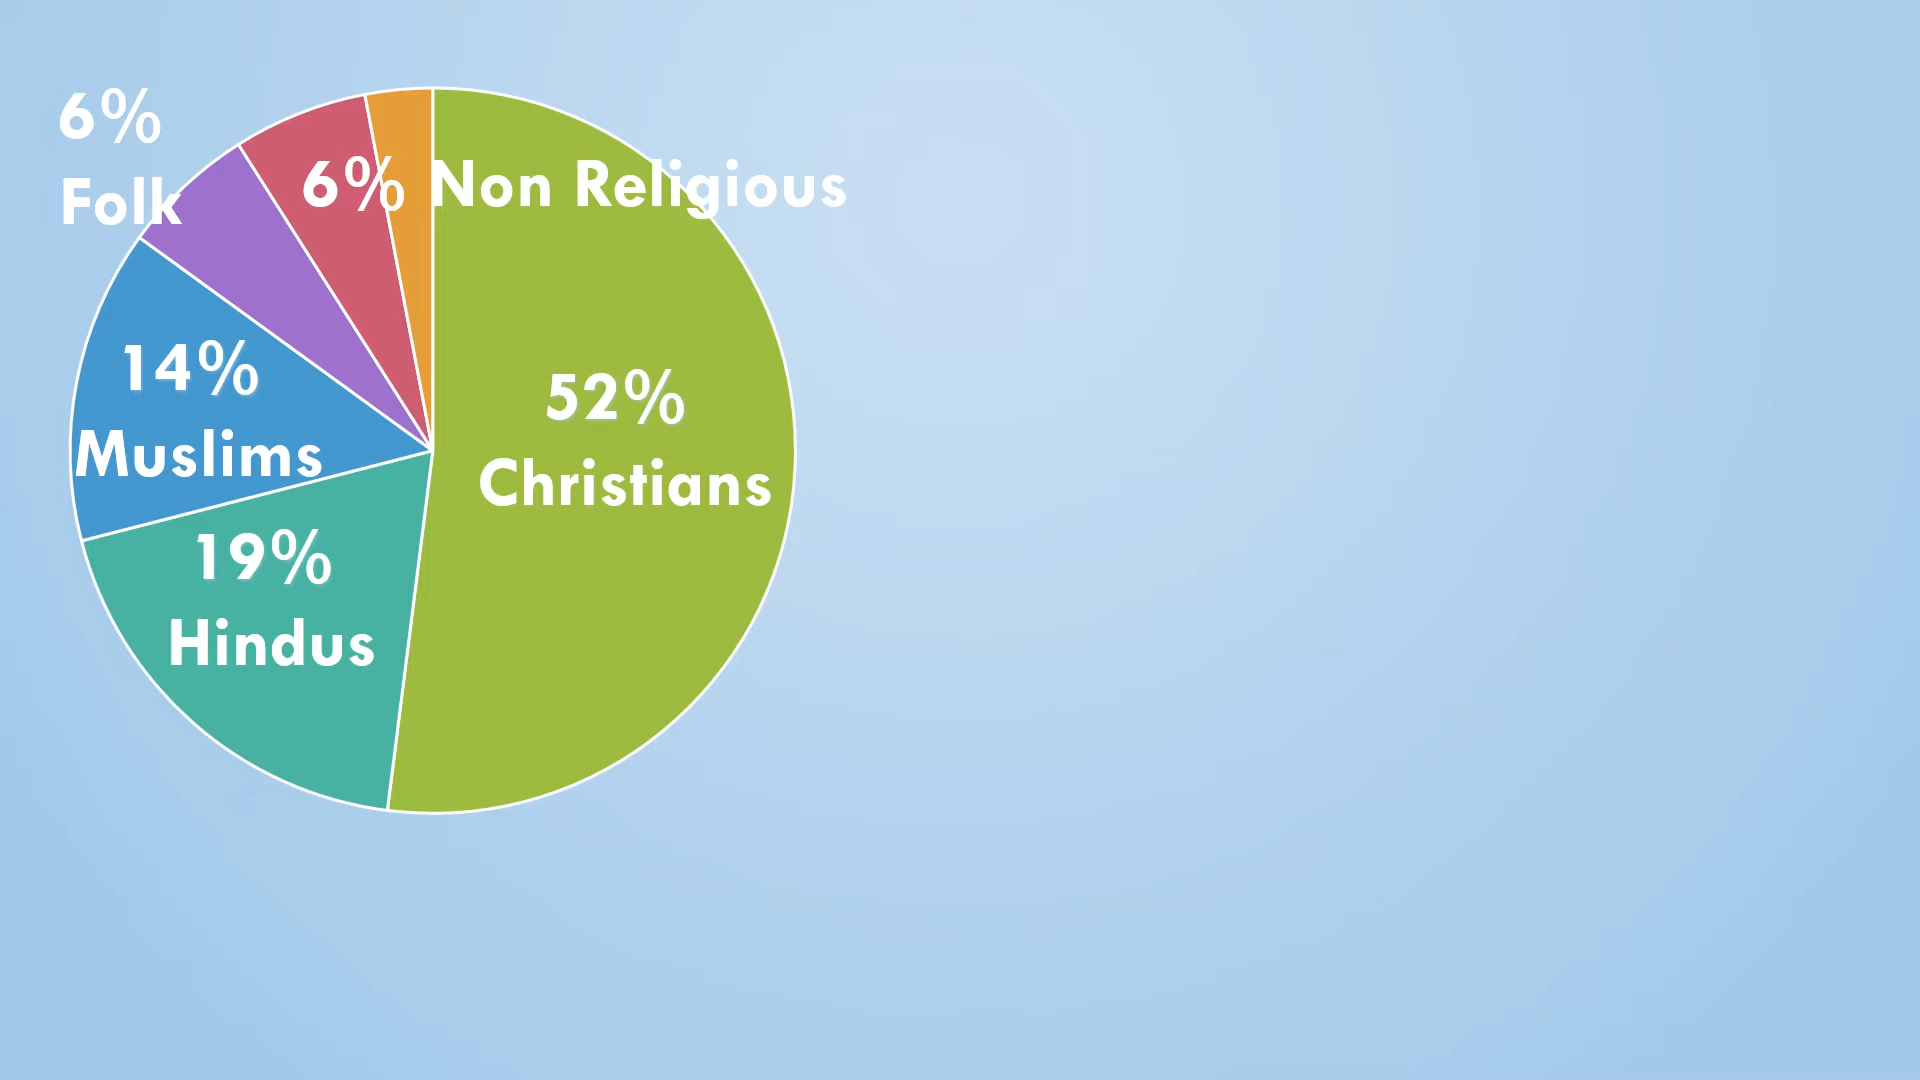 6%
Folk
6% Non Religious
14%
Muslims
52%
Christians
19%
Hindus